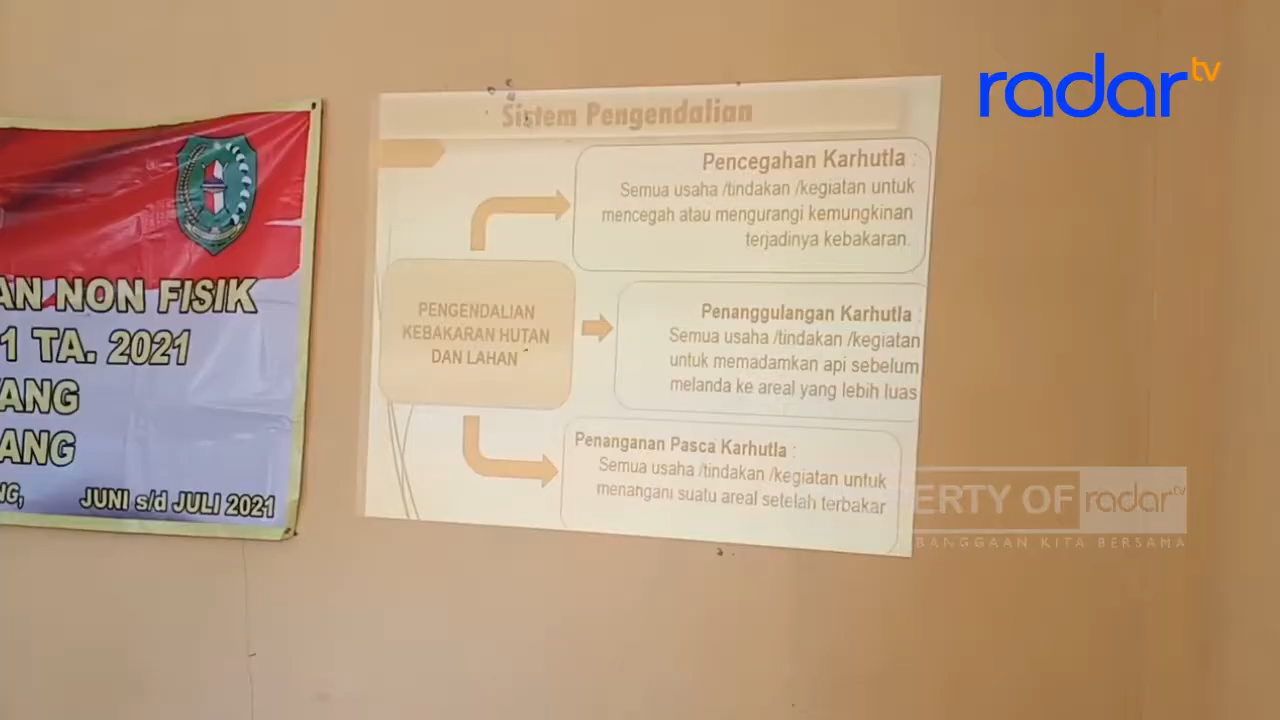 radar tv
Sistem Pengendalian
Pencegahan Karhutla :
Semua usaha /tindakan /kegiatan untuk
mencegah atau mengurangi kemungkinan
terjadinya kebakaran.
PENGENDALIAN
KEBAKARAN HUTAN
DAN LAHAN
Penanggulangan Karhutla :
Semua usaha /tindakan /kegiatan
untuk memadamkan api sebelum
melanda ke areal yang lebih luas
Penanganan Pasca Karhutla :
Semua usaha /tindakan /kegiatan untuk
menangani suatu areal setelah terbakar
AN NON FISIK
1 TA. 2021
ANG
ANG
NG, JUNI s/d JULI 2021
ERTY OF radar tv
BANGGAAN KITA BERSAMA